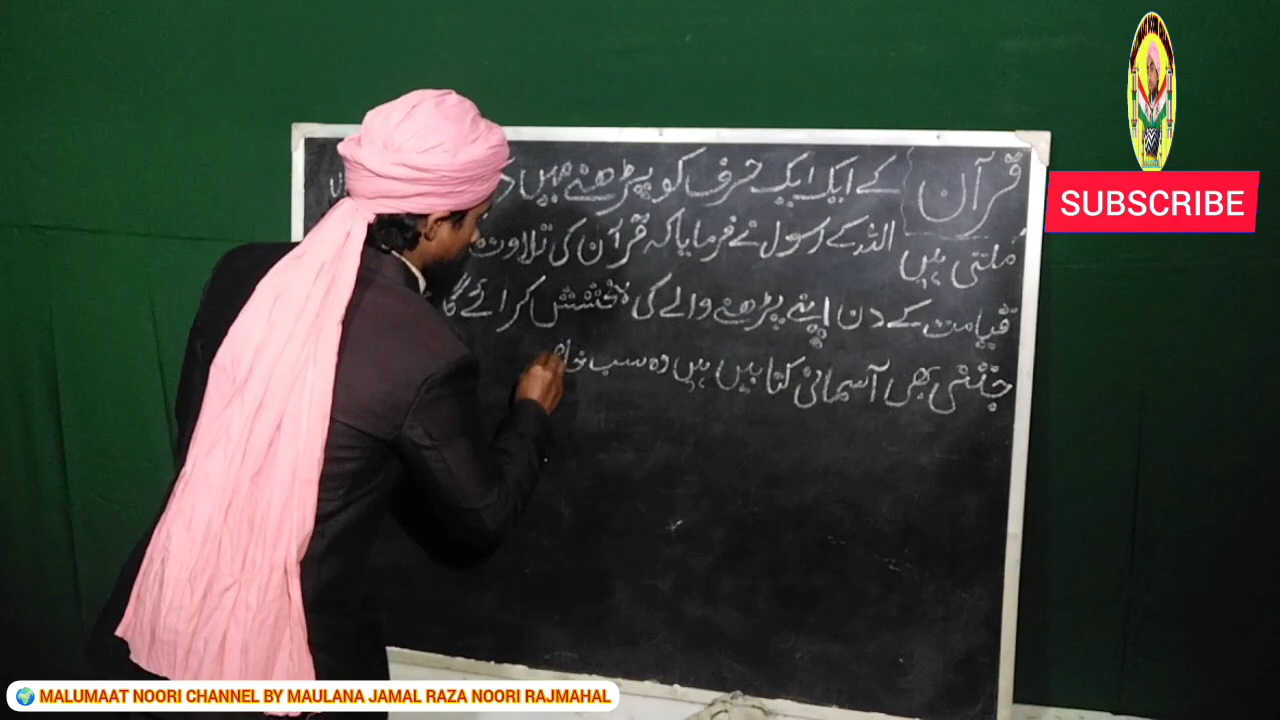 قرآن کے ایک ایک حرف کو پڑھنے میں
ملتی ہیں اللہ کے رسول نے فرمایا کہ قرآن کی تلاوت
قیامت کے دن اپنے پڑھنے والے کی بخشش کرائے گا
جتنی بھی آسمانی کتابیں ہیں وہ سب
SUBSCRIBE
MALUMAAT NOORI CHANNEL BY MAULANA JAMAL RAZA NOORI RAJMAHAL